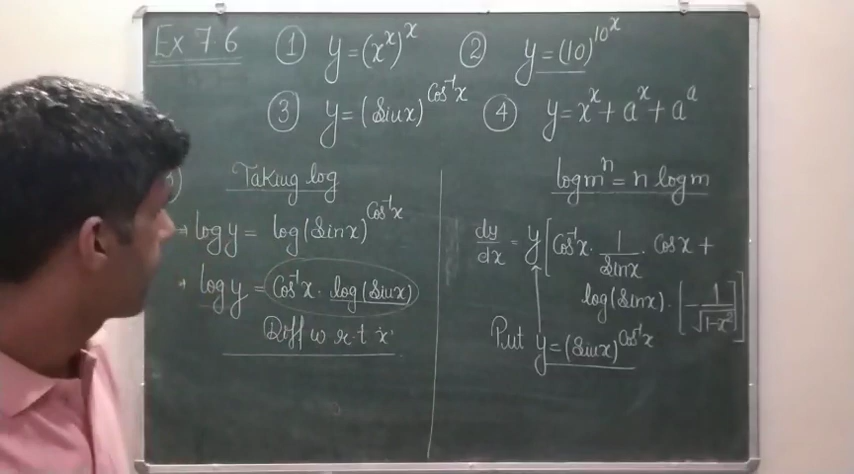 Ex 7.6 ① y = (x^x)^x ② y = (10)^10^x
③ y = (Sinx)^Cos⁻¹x ④ y = x^x + a^x + a^a
Taking log
→ log y = log (Sinx)^Cos⁻¹x
→ log y = Cos⁻¹x · log (Sinx)
Diff w.r.t 'x'
log m^n = n log m
dy/dx = y [Cos⁻¹x · 1/Sinx · Cosx +
log (Sinx) · [-1/√1-x²]]
Put y = (Sinx)^Cos⁻¹x